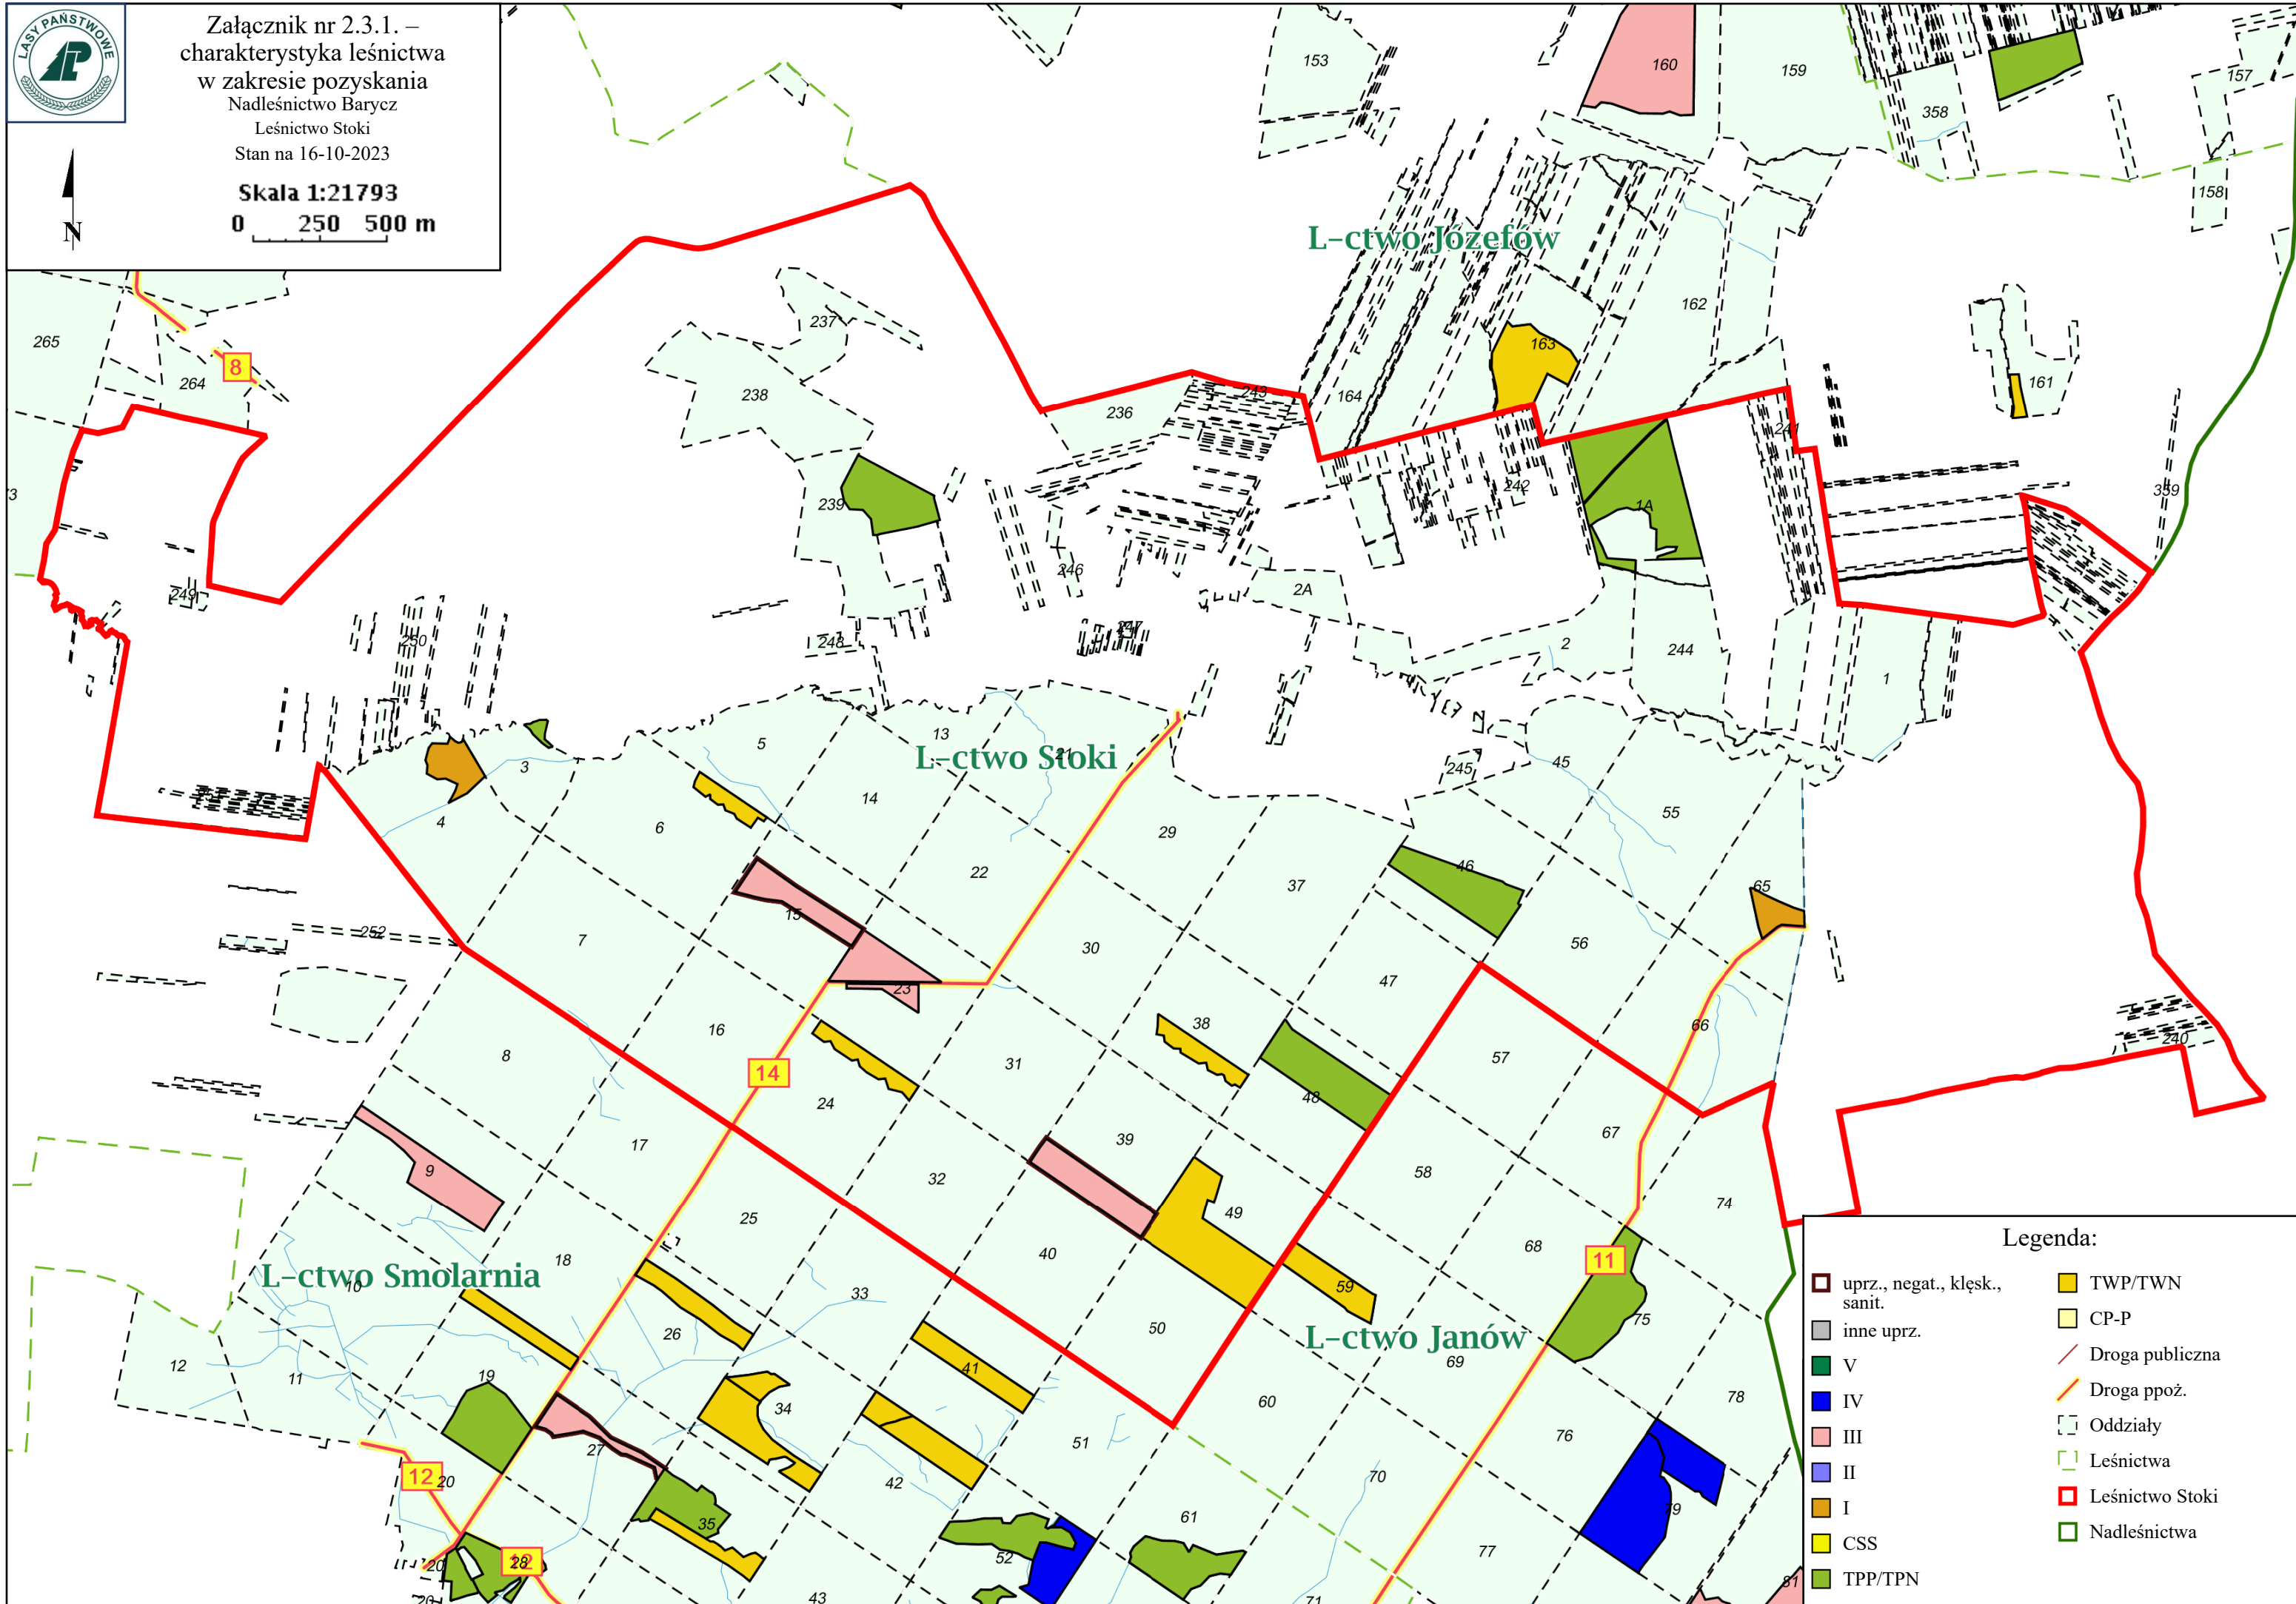 LASY PAŃSTWOWE
LP
Załącznik nr 2.3.1. –
charakterystyka leśnictwa
w zakresie pozyskania
Nadleśnictwo Barycz
Leśnictwo Stoki
Stan na 16-10-2023
Skala 1:21793
0 250 500 m
N
153
160
159
358
157
158
L-ctwo Józefów
265
264
8
237
238
236
243
164
163
162
161
241
242
1A
359
239
246
2A
249
250
248
247
2
244
1
5
13
21
L-ctwo Stoki
3
4
6
14
22
29
245
45
55
46
65
37
15
7
252
30
56
47
23
16
14
8
31
38
57
66
240
24
48
17
39
67
9
32
58
74
25
49
40
68
18
11
L-ctwo Smolarnia
10
33
59
50
L-ctwo Janów
75
26
69
12
11
19
41
34
60
78
27
51
76
12
20
42
70
79
35
61
77
52
12
28
20
20
43
71
81
Legenda:
uprz., negat., klęsk.,
sanit.
inne uprz.
V
IV
III
II
I
CSS
TPP/TPN
TWP/TWN
CP-P
Droga publiczna
Droga ppoż.
Oddziały
Leśnictwa
Leśnictwo Stoki
Nadleśnictwa